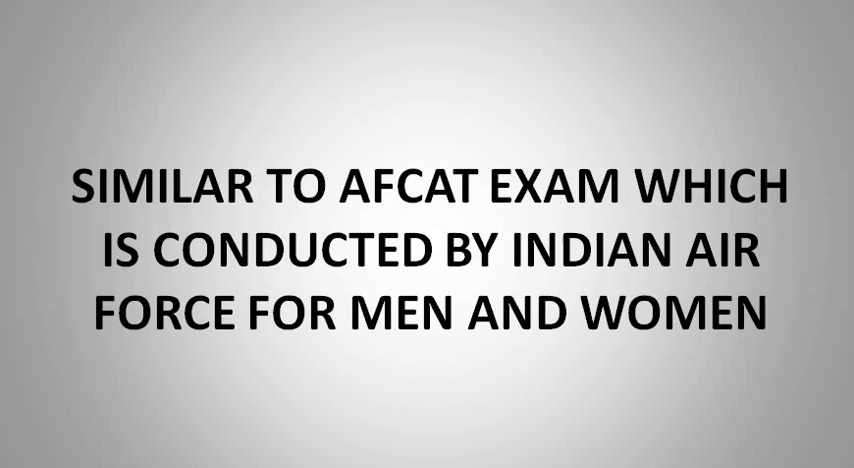 SIMILAR TO AFCAT EXAM WHICH
IS CONDUCTED BY INDIAN AIR
FORCE FOR MEN AND WOMEN